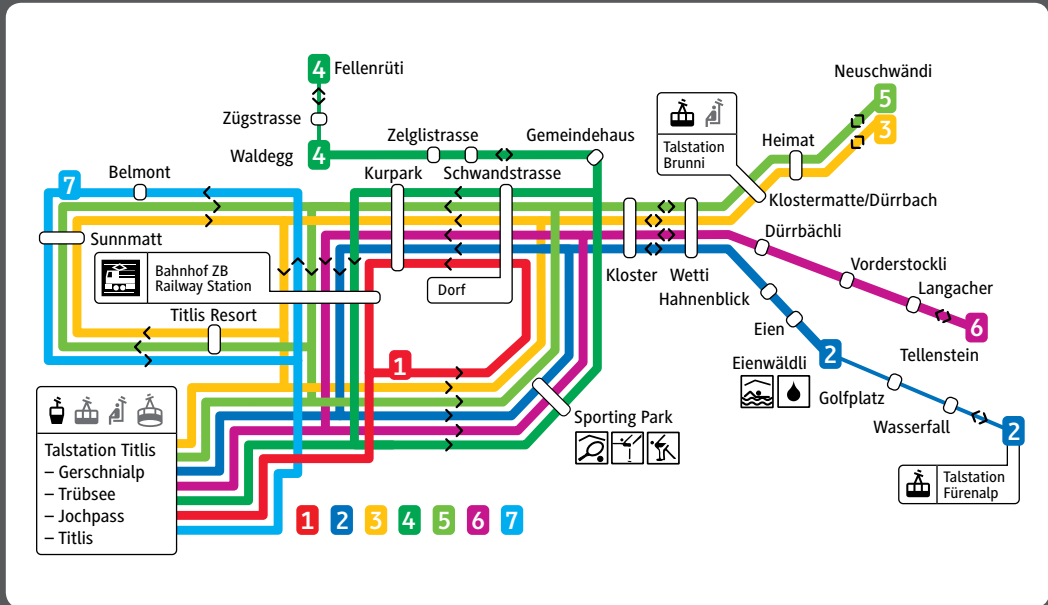 4 Fellenrüti
Zügstrasse
Waldegg 4
Zelglistrasse
Gemeindehaus
Neuschwändi
5
3
Heimat
Talstation
Brunni
Klostermatte/Dürrbach
7
Belmont
Kurpark
Schwandstrasse
Sunnmatt
Bahnhof ZB
Railway Station
Dorf
Kloster
Wetti
Dürrbächli
Vorderstockli
Langacher
6
Tellenstein
Hahnenblick
Eien
2
Eienwäldli
Golfplatz
Wasserfall
2
Talstation
Fürenalp
Titlis Resort
1
Sporting Park
Talstation Titlis
– Gerschnialp
– Trübsee
– Jochpass
– Titlis
1 2 3 4 5 6 7